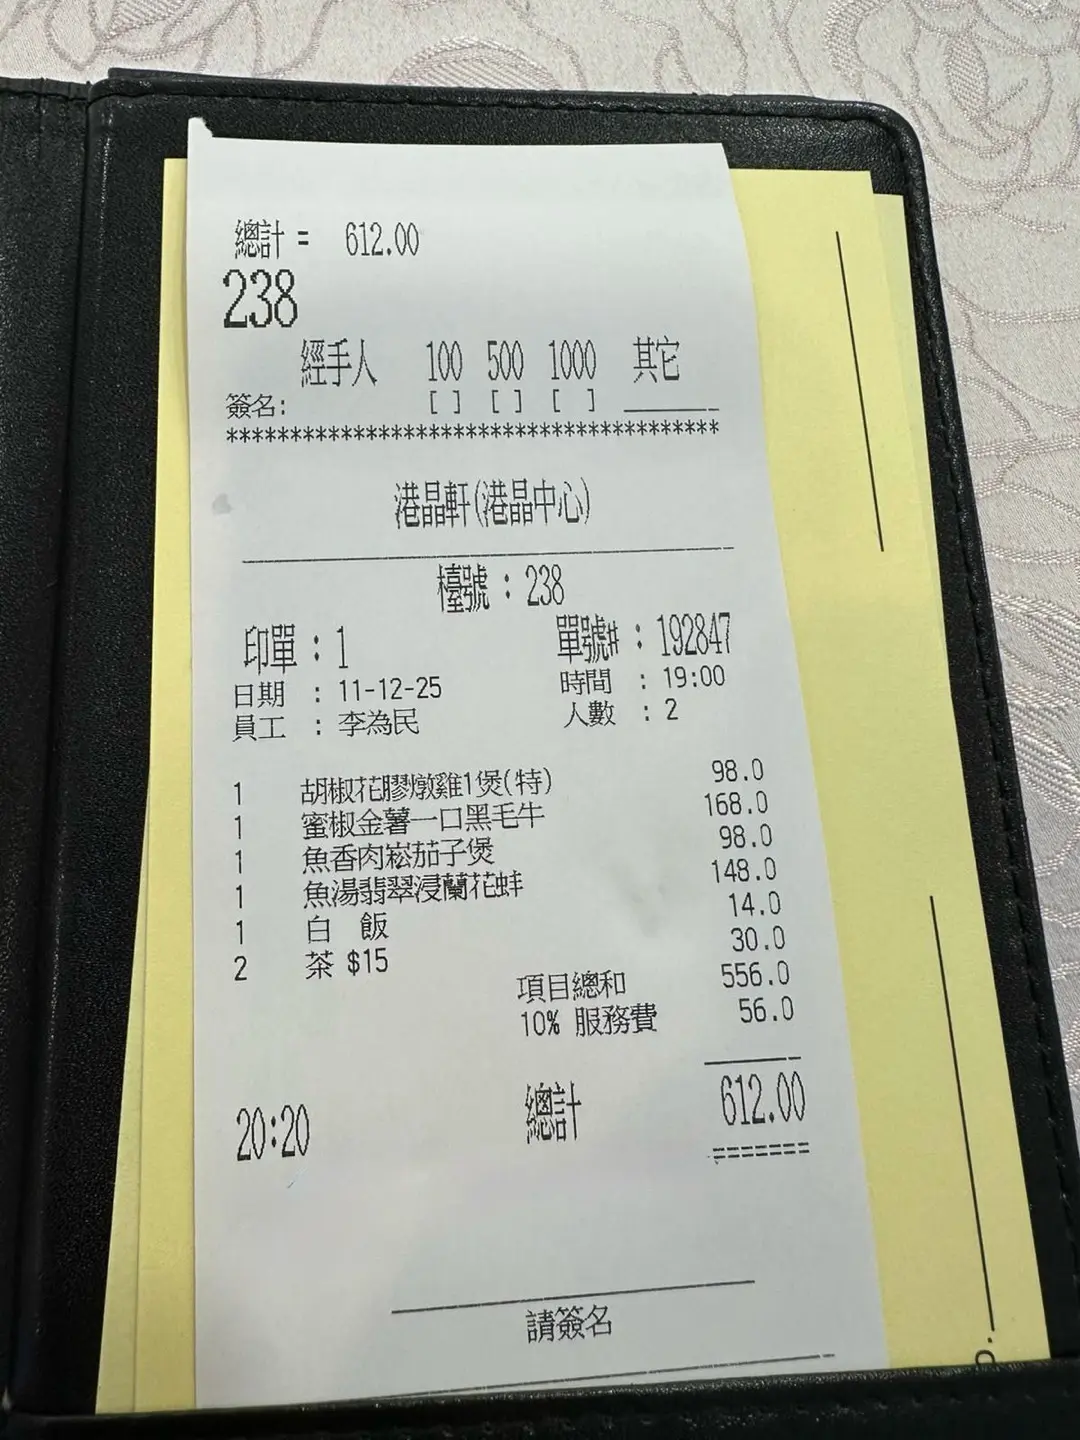 總計 = 612.00
238
經手人 100 500 1000 其它
簽名: [ ] [ ] [ ] ________
****************************************
港晶軒(港晶中心)
檯號 : 238
印單 : 1 單號# : 192847
日期 : 11-12-25 時間 : 19:00
員工 : 李為民 人數 : 2
1 胡椒花膠燉雞1煲(特) 98.0
1 蜜椒金薯一口黑毛牛 168.0
1 魚香肉崧茄子煲 98.0
1 魚湯翡翠浸蘭花蚌 148.0
1 白 飯 14.0
2 茶 $15 30.0
項目總和 556.0
10% 服務費 56.0
20:20 總計 612.00
========
請簽名